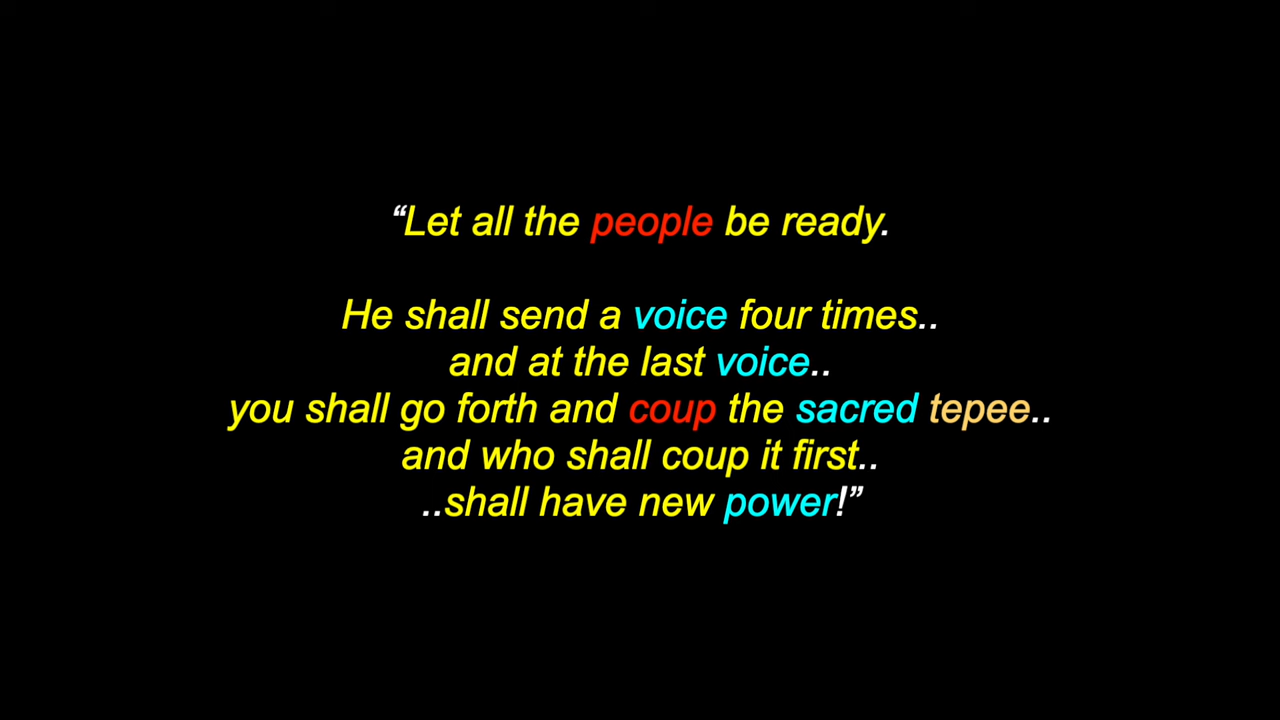 “Let all the people be ready.
He shall send a voice four times..
and at the last voice..
you shall go forth and coup the sacred tepee..
and who shall coup it first..
..shall have new power!”